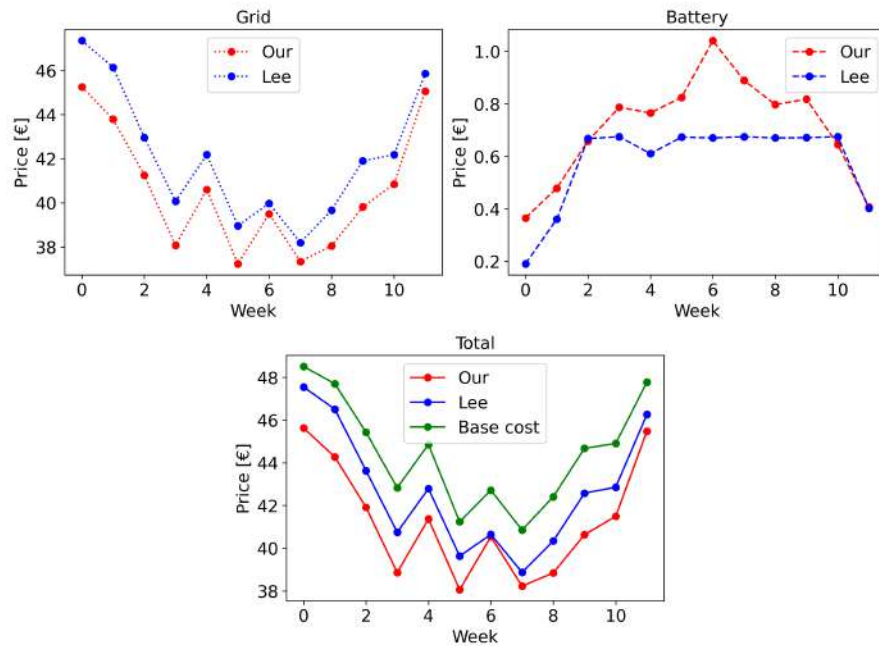 Grid
Our
Lee
46
44
42
40
38
Price [€]
0 2 4 6 8 10
Week
Battery
Our
Lee
1.0
0.8
0.6
0.4
0.2
Price [€]
0 2 4 6 8 10
Week
Total
Our
Lee
Base cost
48
46
44
42
40
38
Price [€]
0 2 4 6 8 10
Week